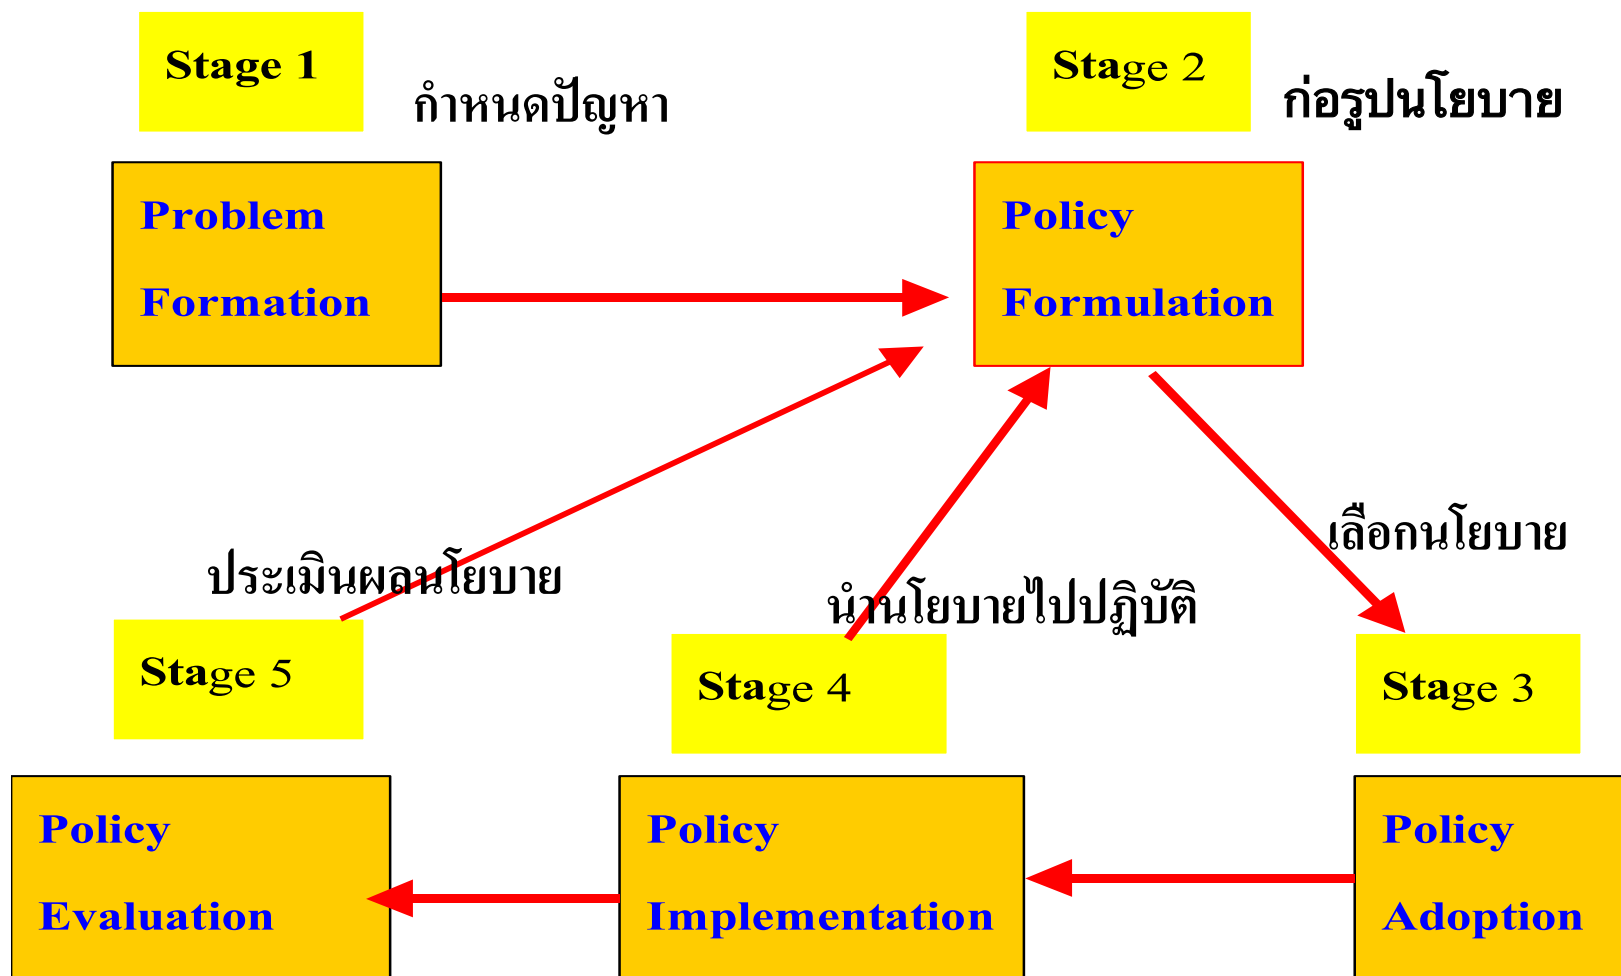 Stage 1
กำหนดปัญหา
Stage 2
ก่อรูปนโยบาย
Problem
Formation
Policy
Formulation
เลือกนโยบาย
ประเมินผลนโยบาย
นำนโยบายไปปฏิบัติ
Stage 5
Stage 4
Stage 3
Policy
Evaluation
Policy
Implementation
Policy
Adoption